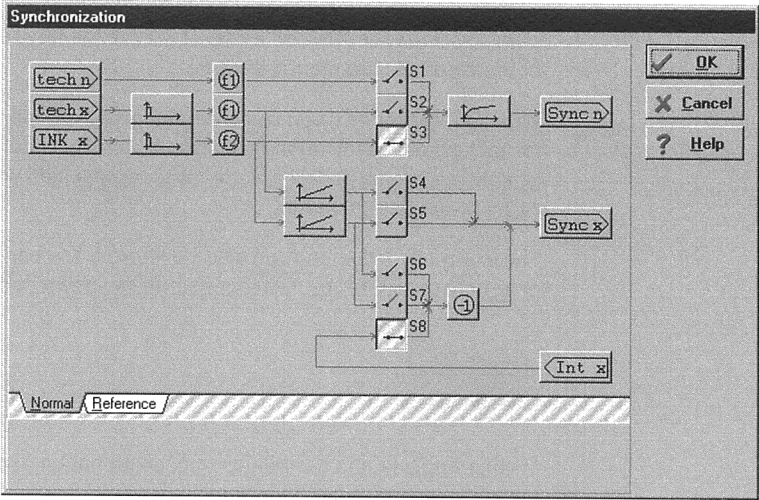 Synchronization
tech n
f1
S1
tech x
f1
S2
Sync n
INK x
f2
S3
S4
S5
Sync x
S6
S7
-1
S8
Int x
Normal
Reference
OK
Cancel
? Help